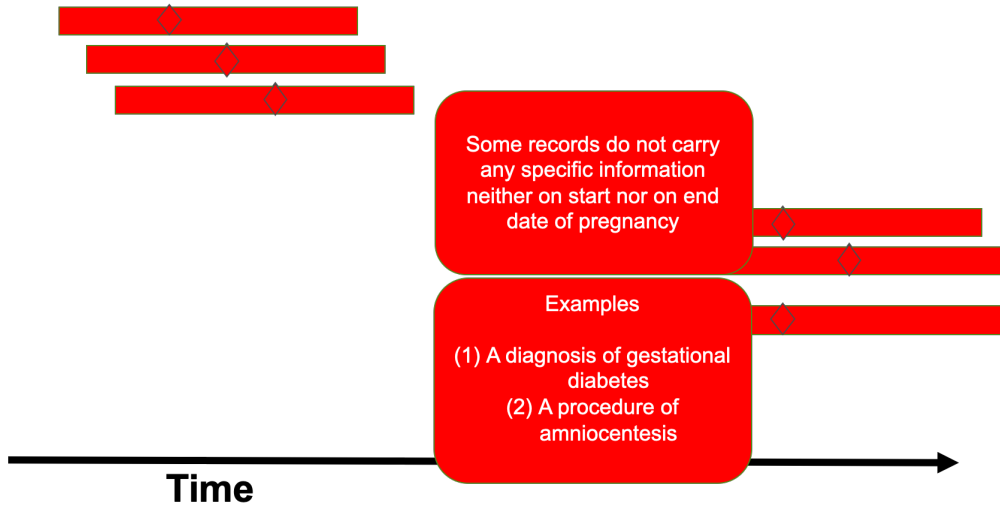 Some records do not carry
any specific information
neither on start nor on end
date of pregnancy
Examples
(1) A diagnosis of gestational
diabetes
(2) A procedure of
amniocentesis
Time